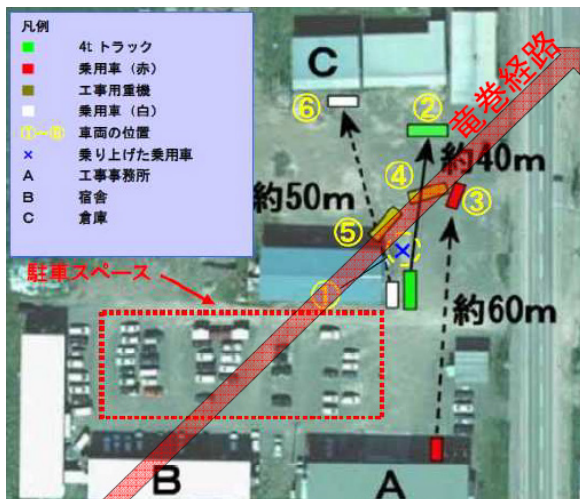 凡例
4t トラック
乗用車（赤）
工事用重機
乗用車（白）
①－⑥ 車両の位置
× 乗り上げた乗用車
A 工事事務所
B 宿舎
C 倉庫
C
⑥
②
竜巻経路
約40m
④
③
約50m
⑤
駐車スペース
①
約60m
B
A